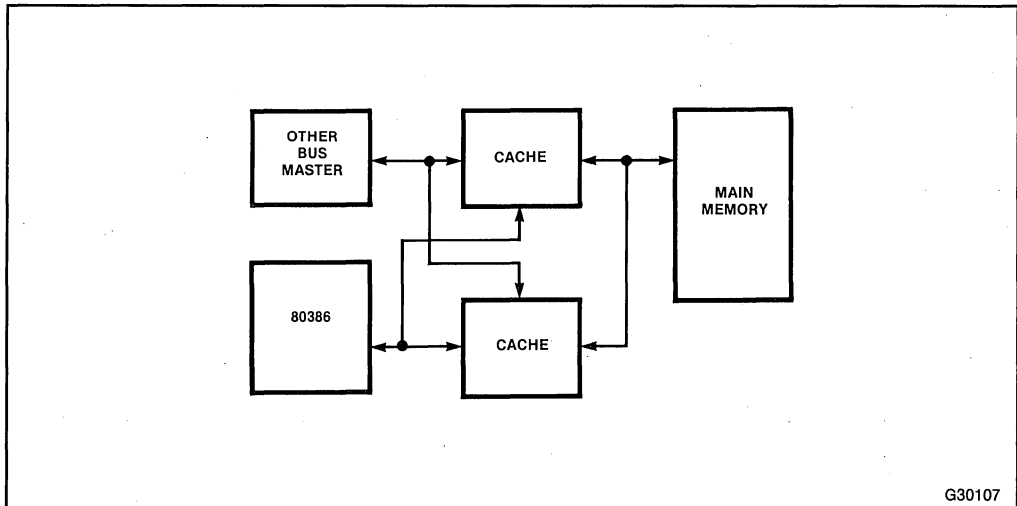 OTHER
BUS
MASTER
CACHE
MAIN
MEMORY
80386
CACHE
G30107